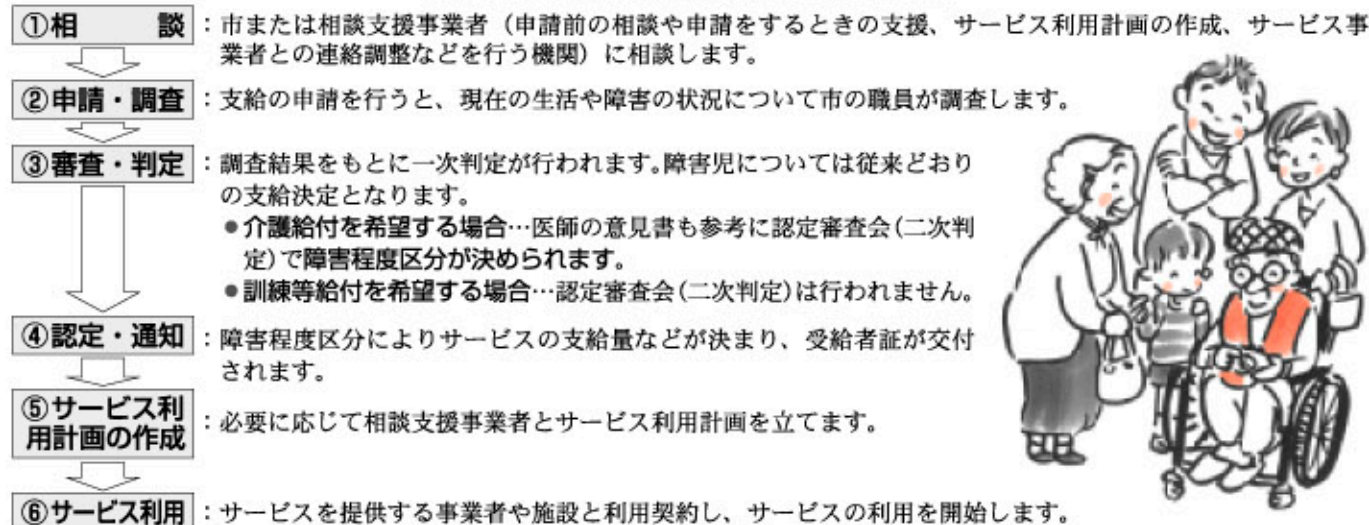 ①相　談：市または相談支援事業者（申請前の相談や申請をするときの支援、サービス利用計画の作成、サービス事
業者との連絡調整などを行う機関）に相談します。
②申請・調査：支給の申請を行うと、現在の生活や障害の状況について市の職員が調査します。
③審査・判定：調査結果をもとに一次判定が行われます。障害児については従来どおり
の支給決定となります。
●介護給付を希望する場合…医師の意見書も参考に認定審査会（二次判
定）で障害程度区分が決められます。
●訓練等給付を希望する場合…認定審査会（二次判定）は行われません。
④認定・通知：障害程度区分によりサービスの支給量などが決まり、受給者証が交付
されます。
⑤サービス利
用計画の作成：必要に応じて相談支援事業者とサービス利用計画を立てます。
⑥サービス利用：サービスを提供する事業者や施設と利用契約し、サービスの利用を開始します。